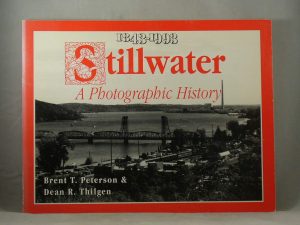 1843-1993
Stillwater
A Photographic History
Brent T. Peterson &
Dean R. Thilgen